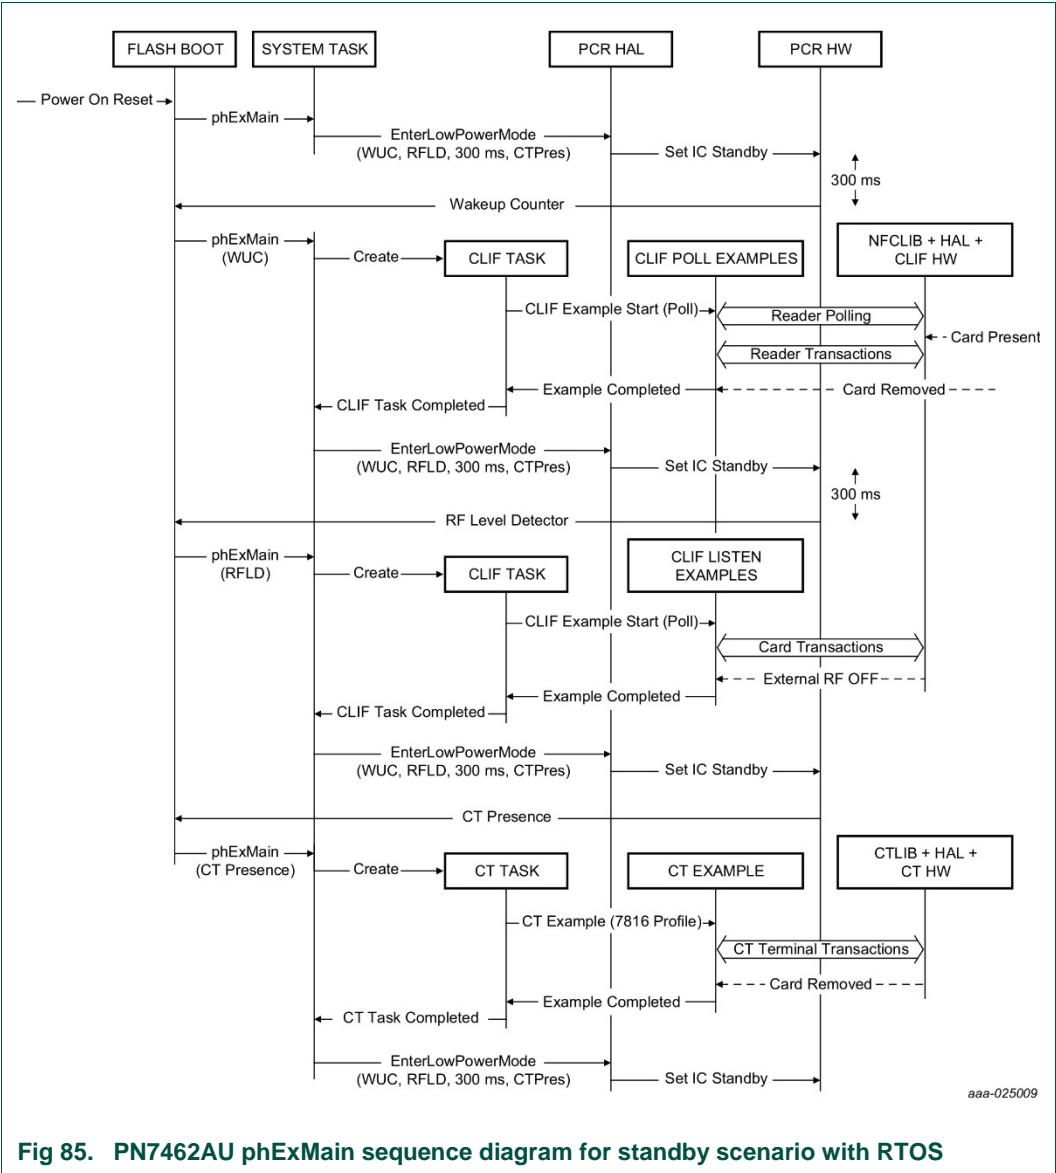 FLASH BOOT
SYSTEM TASK
PCR HAL
PCR HW
Power On Reset
phExMain
EnterLowPowerMode
(WUC, RFLD, 300 ms, CTPres)
Set IC Standby
300 ms
Wakeup Counter
phExMain
(WUC)
Create
CLIF TASK
CLIF POLL EXAMPLES
NFCLIB + HAL +
CLIF HW
CLIF Example Start (Poll)
Reader Polling
Card Present
Reader Transactions
Example Completed
Card Removed
CLIF Task Completed
EnterLowPowerMode
(WUC, RFLD, 300 ms, CTPres)
Set IC Standby
300 ms
RF Level Detector
phExMain
(RFLD)
Create
CLIF TASK
CLIF LISTEN
EXAMPLES
CLIF Example Start (Poll)
Card Transactions
External RF OFF
Example Completed
CLIF Task Completed
EnterLowPowerMode
(WUC, RFLD, 300 ms, CTPres)
Set IC Standby
CT Presence
phExMain
(CT Presence)
Create
CT TASK
CT EXAMPLE
CTLIB + HAL +
CT HW
CT Example (7816 Profile)
CT Terminal Transactions
Card Removed
Example Completed
CT Task Completed
EnterLowPowerMode
(WUC, RFLD, 300 ms, CTPres)
Set IC Standby
aaa-025009
Fig 85. PN7462AU phExMain sequence diagram for standby scenario with RTOS